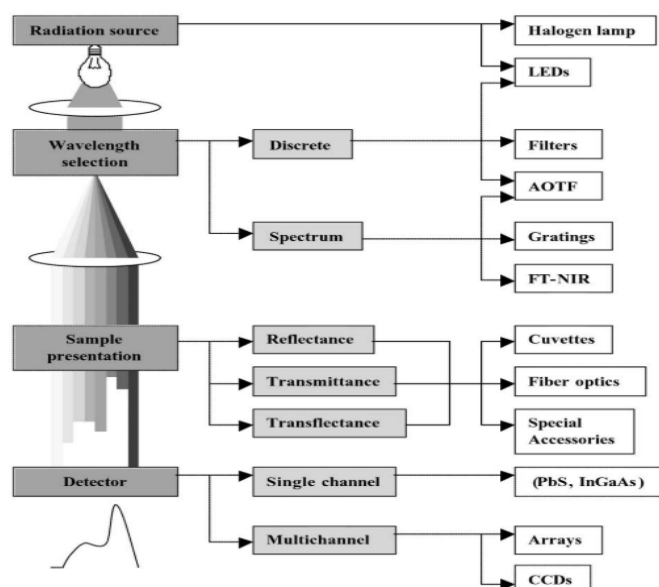 Radiation source
Halogen lamp
LEDs
Wavelength
selection
Discrete
Filters
AOTF
Spectrum
Gratings
FT-NIR
Sample
presentation
Reflectance
Cuvettes
Transmittance
Fiber optics
Transflectance
Special
Accessories
Detector
Single channel
(PbS, InGaAs)
Multichannel
Arrays
CCDs